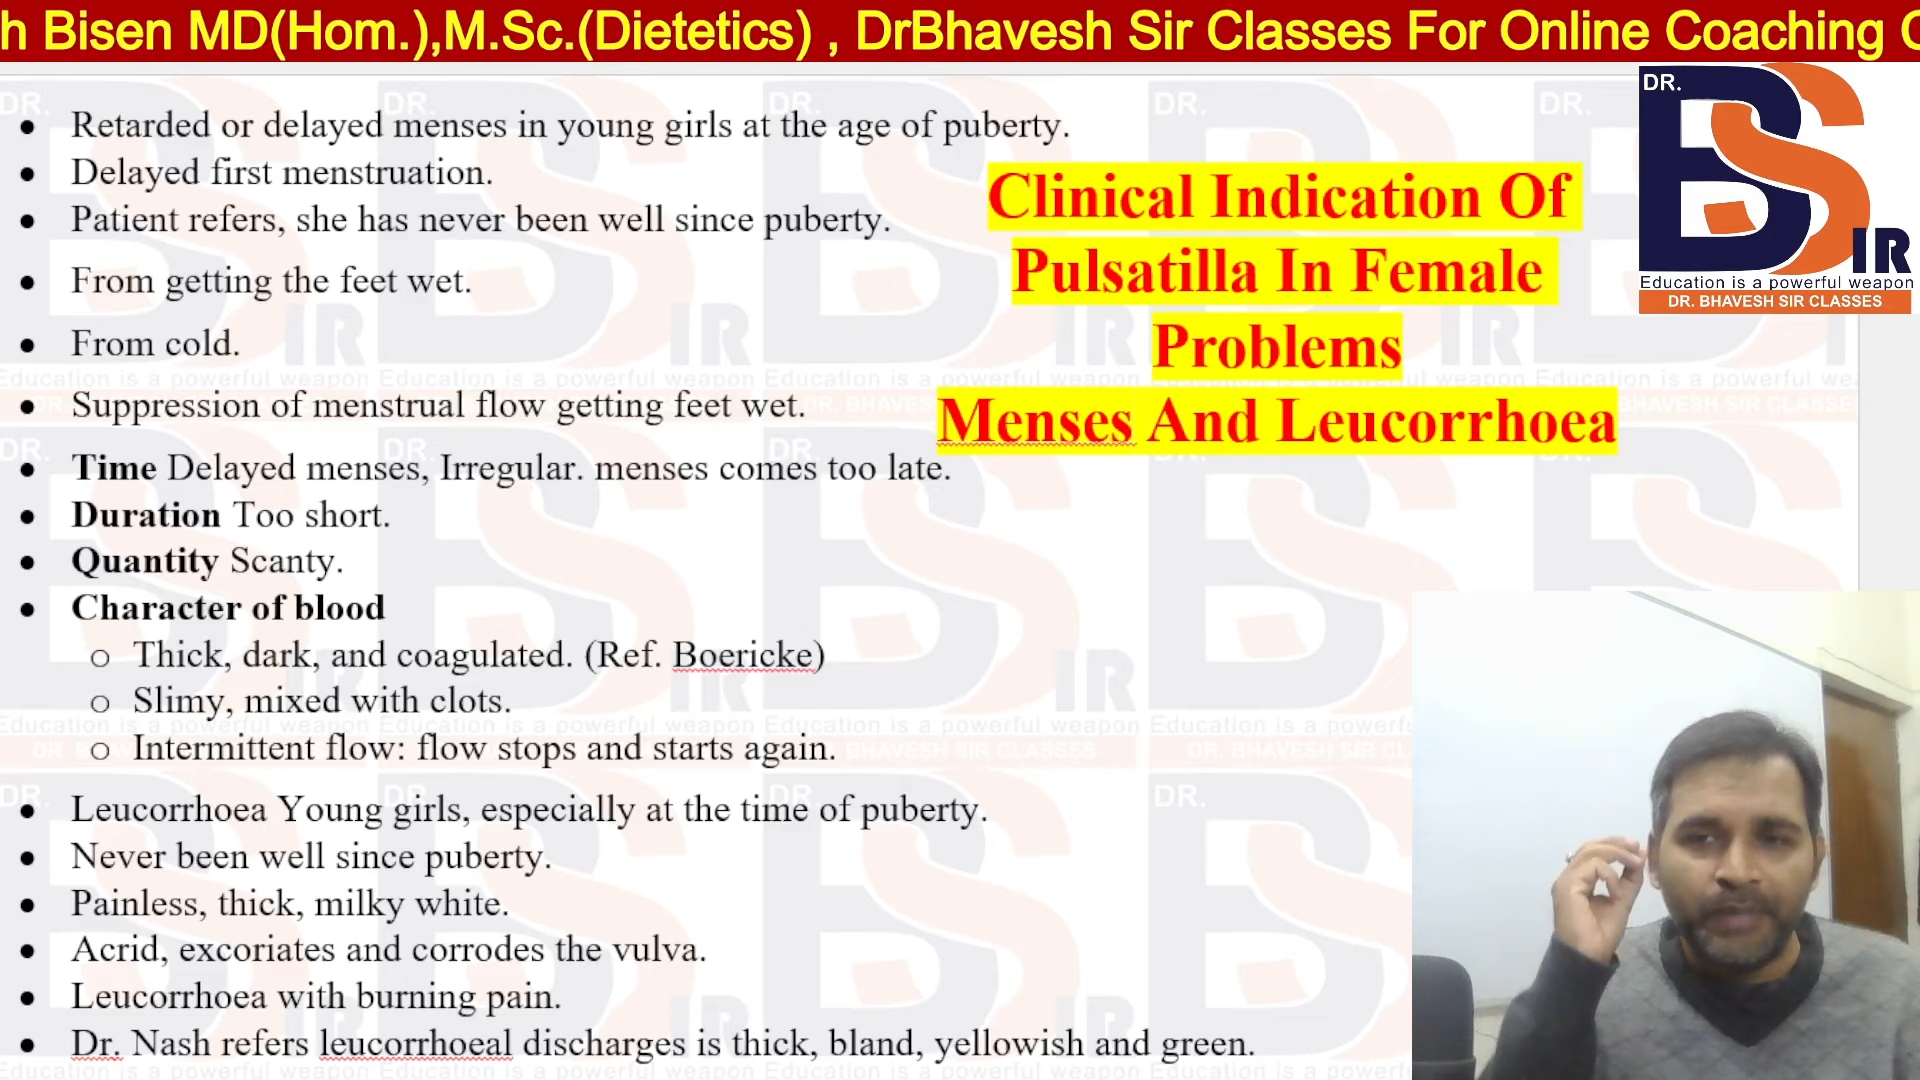 h Bisen MD(Hom.),M.Sc.(Dietetics) , DrBhavesh Sir Classes For Online Coaching C
DR.
BS
IR
Education is a powerful weapon
DR. BHAVESH SIR CLASSES
Clinical Indication Of
Pulsatilla In Female
Problems
Menses And Leucorrhoea
• Retarded or delayed menses in young girls at the age of puberty.
• Delayed first menstruation.
• Patient refers, she has never been well since puberty.
• From getting the feet wet.
• From cold.
• Suppression of menstrual flow getting feet wet.
• Time Delayed menses, Irregular. menses comes too late.
• Duration Too short.
• Quantity Scanty.
• Character of blood
o Thick, dark, and coagulated. (Ref. Boericke)
o Slimy, mixed with clots.
o Intermittent flow: flow stops and starts again.
• Leucorrhoea Young girls, especially at the time of puberty.
• Never been well since puberty.
• Painless, thick, milky white.
• Acrid, excoriates and corrodes the vulva.
• Leucorrhoea with burning pain.
• Dr. Nash refers leucorrhoeal discharges is thick, bland, yellowish and green.